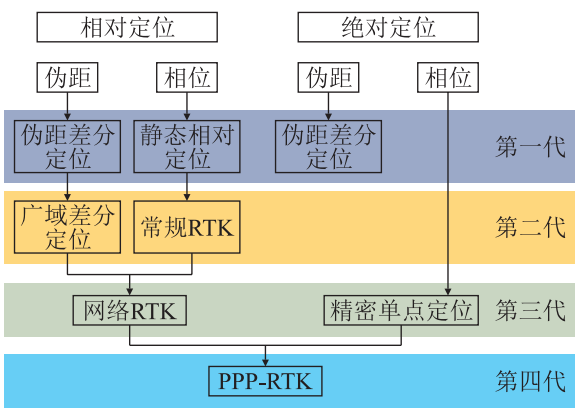 相对定位
绝对定位
伪距
相位
伪距
相位
伪距差分
定位
静态相对
定位
伪距差分
定位
第一代
广域差分
定位
常规RTK
第二代
网络RTK
精密单点定位
第三代
PPP-RTK
第四代